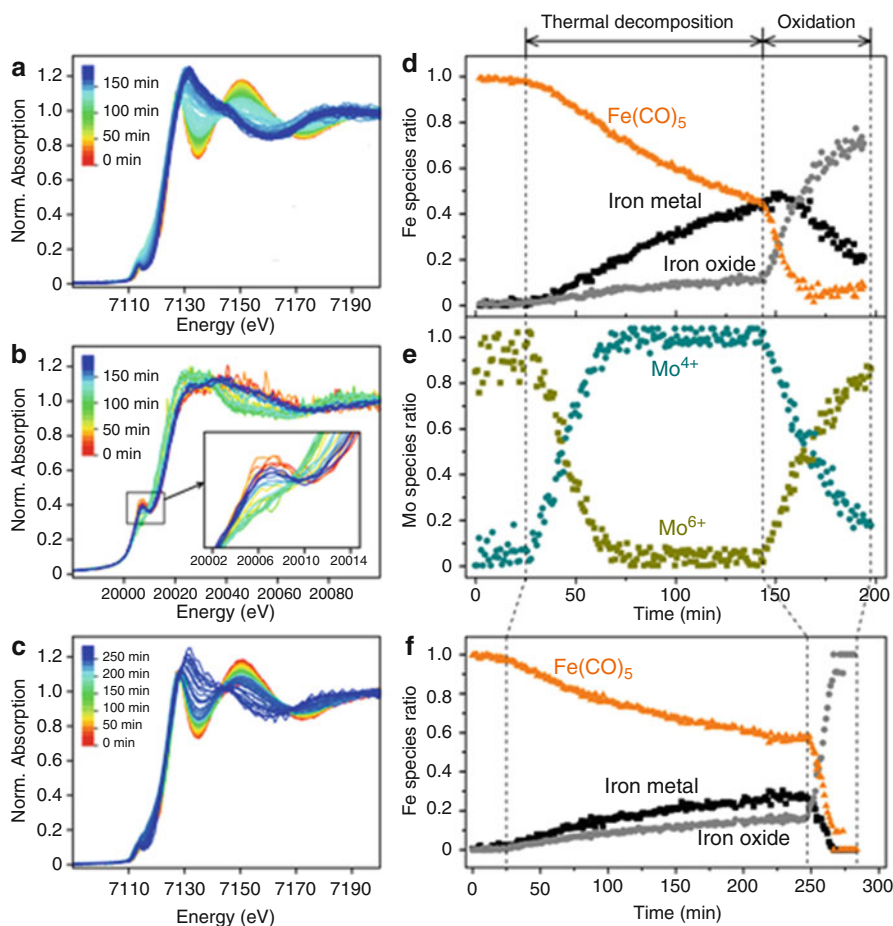 Thermal decomposition Oxidation
a
1.2
1.0
0.8
0.6
0.4
0.2
0
150 min
100 min
50 min
0 min
Norm. Absorption
7110 7130 7150 7170 7190
Energy (eV)
d
1.0
0.8
0.6
0.4
0.2
0
Fe species ratio
Fe(CO)5
Iron metal
Iron oxide
b
1.2
1.0
0.8
0.6
0.4
0.2
0
150 min
100 min
50 min
0 min
Norm. Absorption
20002 20006 20010 20014
20000 20020 20040 20060 20080
Energy (eV)
e
1.0
0.8
0.6
0.4
0.2
0
Mo species ratio
Mo4+
Mo6+
0 50 100 150 200
Time (min)
c
1.2
1.0
0.8
0.6
0.4
0.2
0
250 min
200 min
150 min
100 min
50 min
0 min
Norm. Absorption
7110 7130 7150 7170 7190
Energy (eV)
f
1.0
0.8
0.6
0.4
0.2
0
Fe species ratio
Fe(CO)5
Iron metal
Iron oxide
0 50 100 150 200 250 300
Time (min)